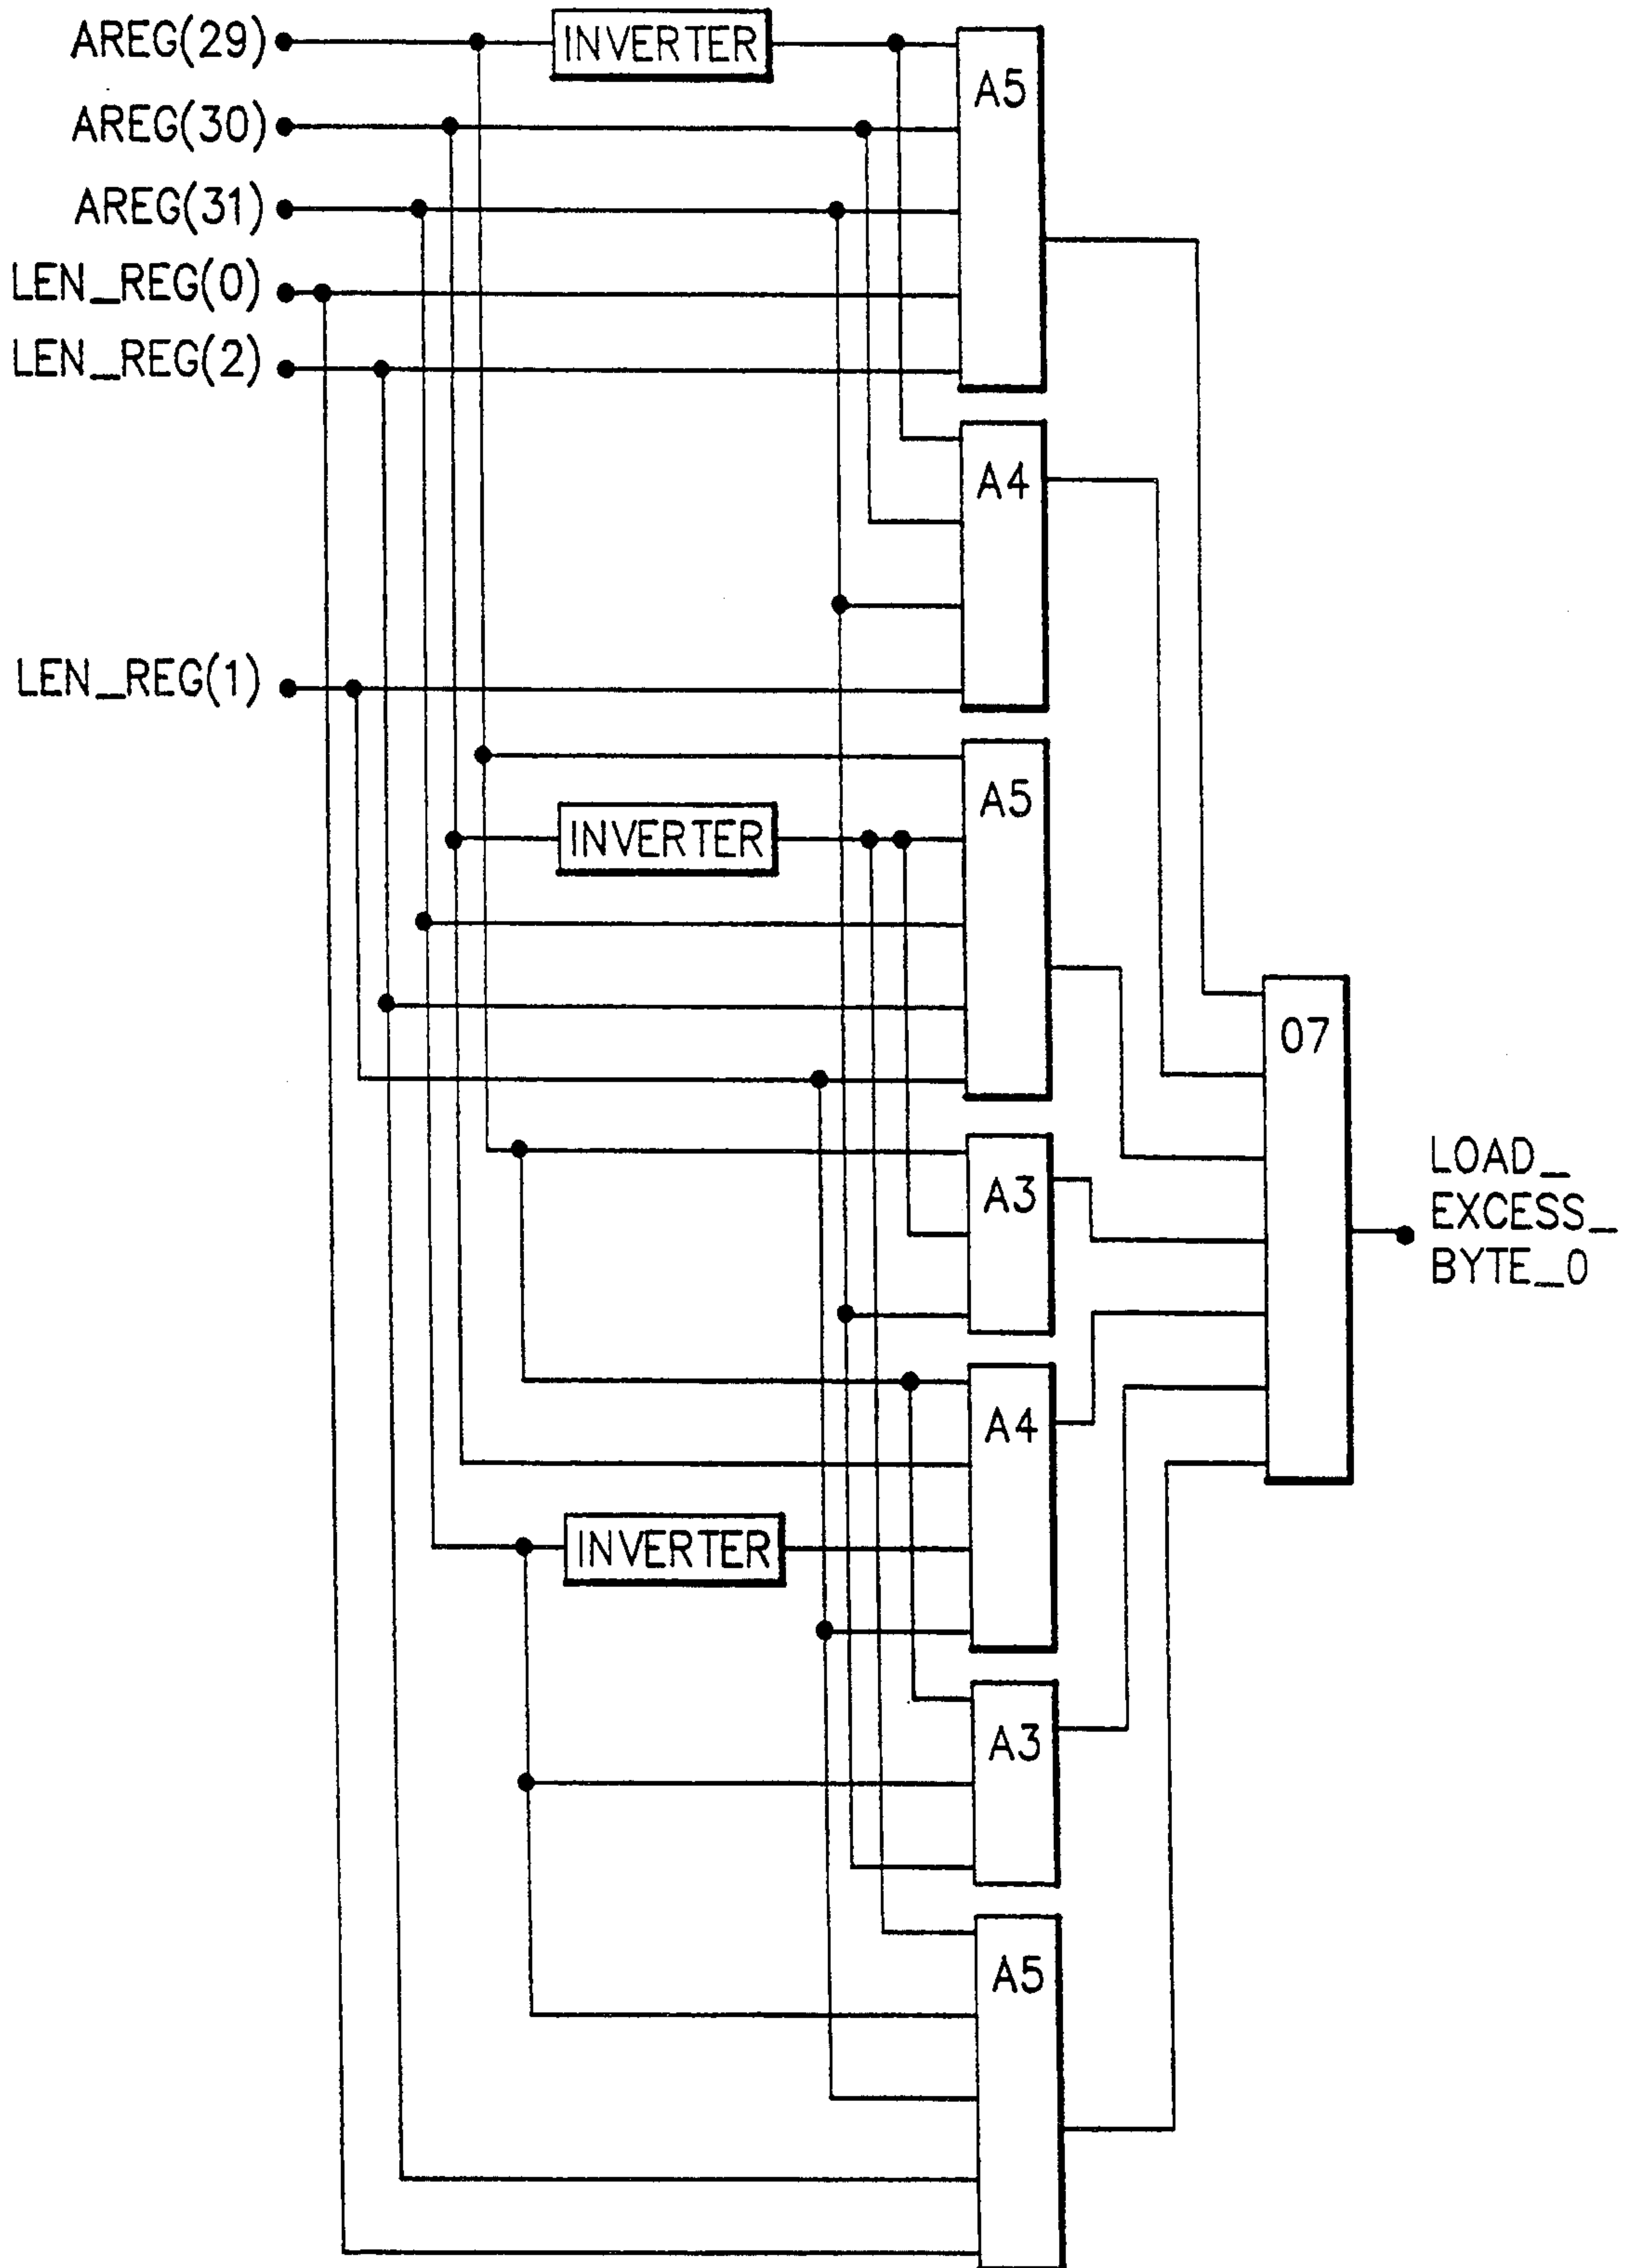 AREG(29)
INVERTER
A5
AREG(30)
AREG(31)
LEN_REG(0)
LEN_REG(2)
A4
LEN_REG(1)
A5
INVERTER
O7
A3
LOAD_
EXCESS_
BYTE_0
A4
INVERTER
A3
A5